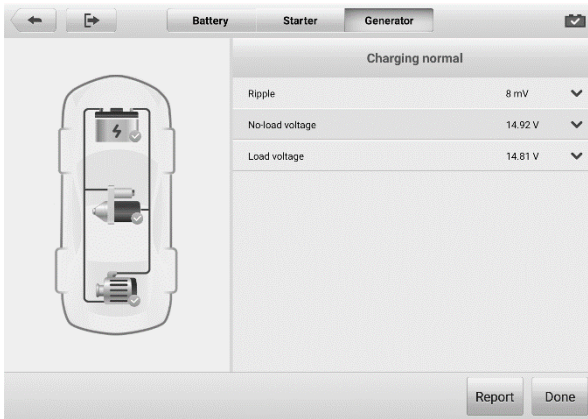 Battery Starter Generator
Charging normal
Ripple 8 mV
No-load voltage 14.92 V
Load voltage 14.81 V
Report Done